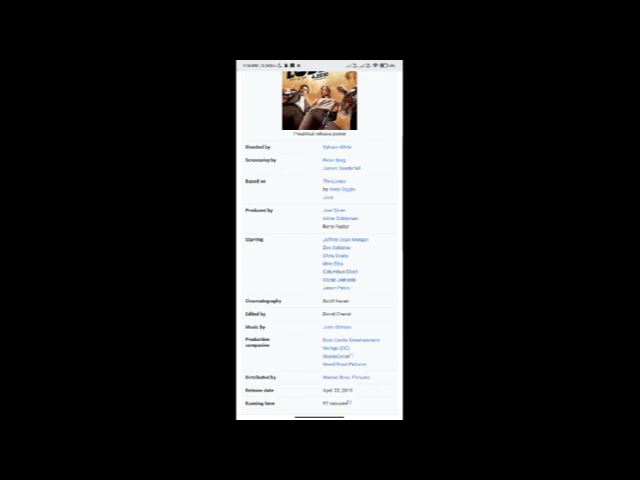 Theatrical release poster
Directed by Sylvain White
Screenplay by Peter Berg
James Vanderbilt
Based on The Losers
by Andy Diggle
Jock
Produced by Joel Silver
Akiva Goldsman
Kerry Foster
Starring Jeffrey Dean Morgan
Zoe Saldana
Chris Evans
Idris Elba
Columbus Short
Óscar Jaenada
Jason Patric
Cinematography Scott Kevan
Edited by David Checel
Music by John Ottman
Production
companies
Dark Castle Entertainment
Vertigo (DC)
StudioCanal
Weed Road Pictures
Distributed by Warner Bros. Pictures
Release date April 23, 2010
Running time 97 minutes